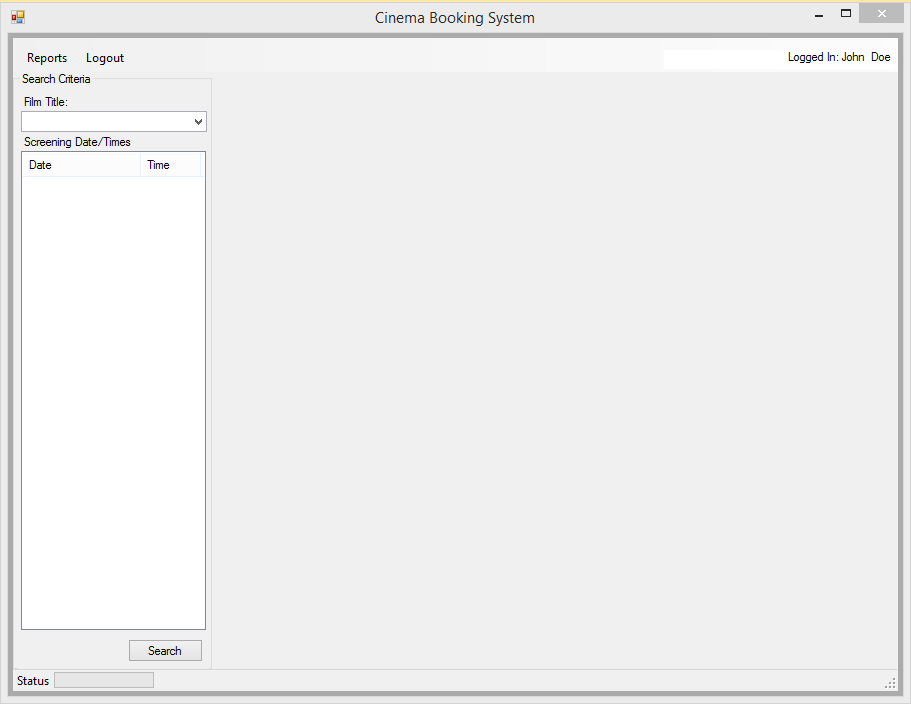 Cinema Booking System
Reports Logout Logged In: John Doe
Search Criteria
Film Title:
Screening Date/Times
Date Time
Search
Status